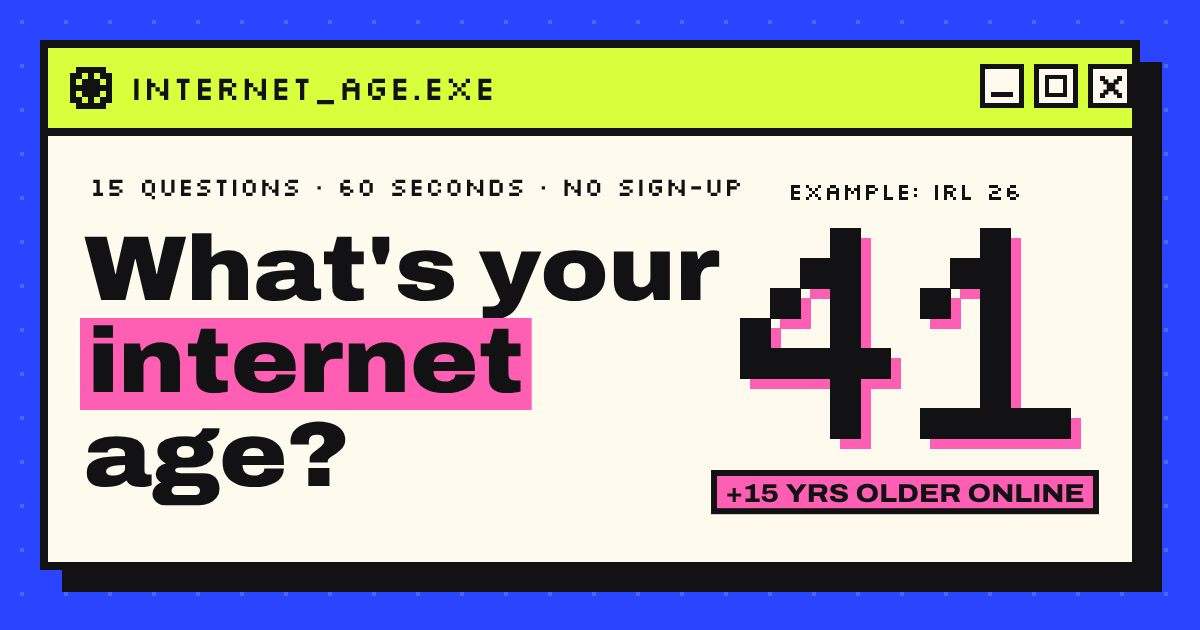 INTERNET_AGE.EXE
15 QUESTIONS · 60 SECONDS · NO SIGN-UP
What's your
internet
age?
EXAMPLE: IRL 26
41
+15 YRS OLDER ONLINE